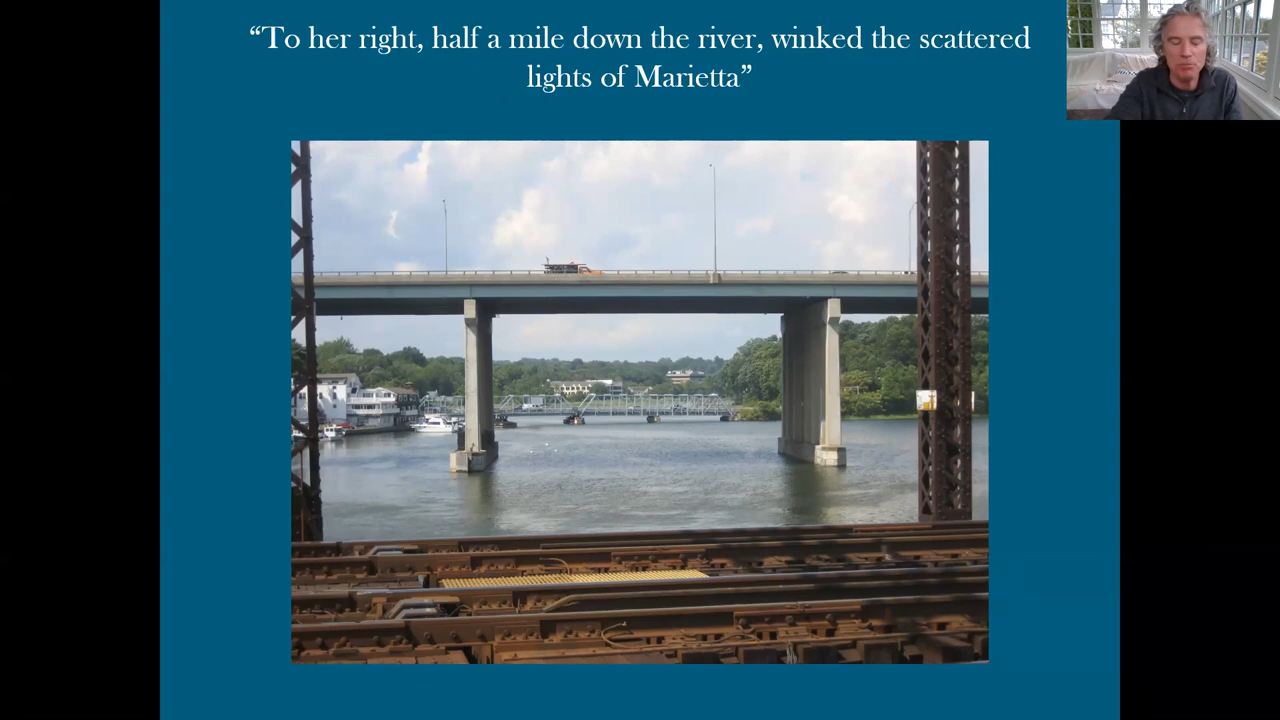 “To her right, half a mile down the river, winked the scattered
lights of Marietta”